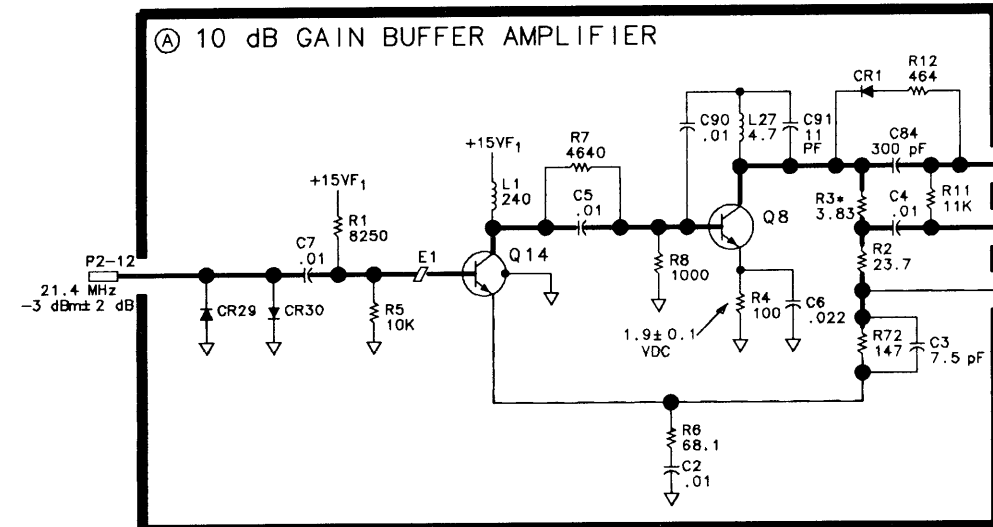 Ⓐ 10 dB GAIN BUFFER AMPLIFIER
R12
464
CR1
C90
.01
L27
4.7
C91
11
PF
C84
300 pF
+15VF₁
R7
4640
L1
240
C5
.01
+15VF₁
R1
8250
C7
.01
E1
Q14
Q8
R3*
3.83
C4
.01
R11
11K
R8
1000
R2
23.7
P2-12
21.4 MHz
-3 dBm± 2 dB
CR29
CR30
R5
10K
R4
100
C6
.022
1.9± 0.1
VDC
R72
147
C3
7.5 pF
R6
68.1
C2
.01